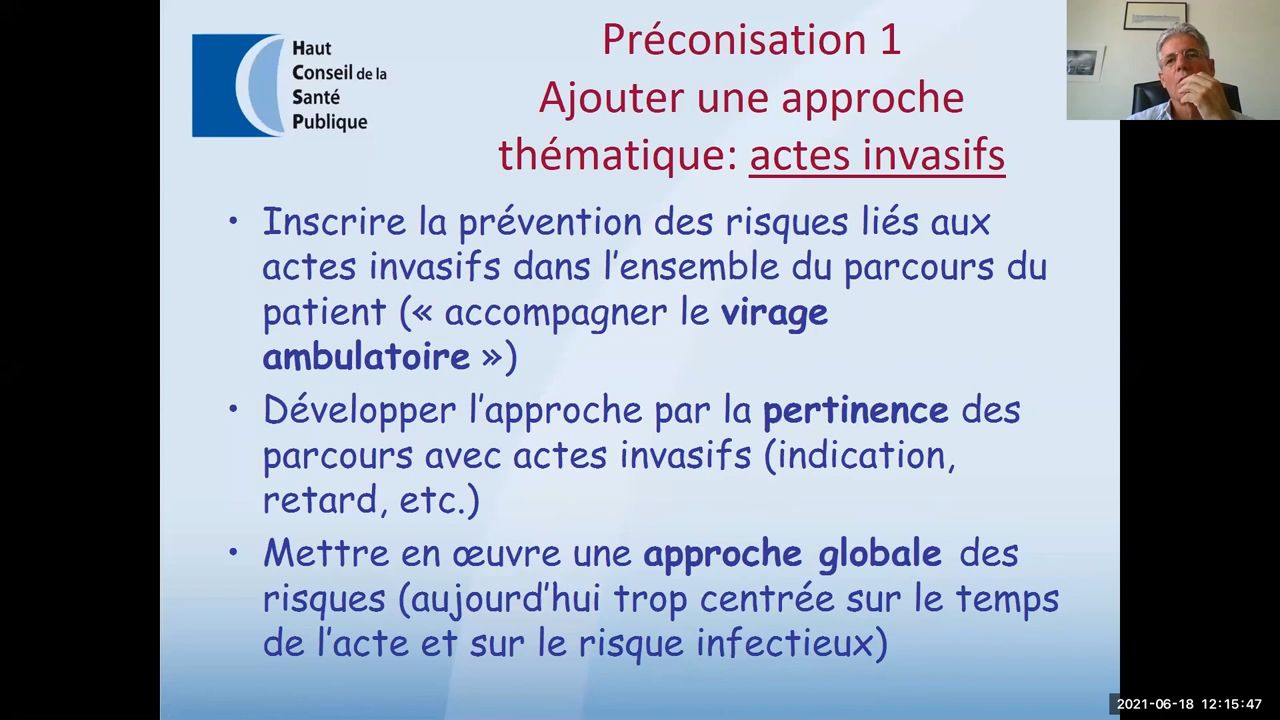 Haut
Conseil de la
Santé
Publique
Préconisation 1
Ajouter une approche
thématique: actes invasifs
• Inscrire la prévention des risques liés aux
actes invasifs dans l’ensemble du parcours du
patient (« accompagner le virage
ambulatoire »)
• Développer l’approche par la pertinence des
parcours avec actes invasifs (indication,
retard, etc.)
• Mettre en œuvre une approche globale des
risques (aujourd’hui trop centrée sur le temps
de l’acte et sur le risque infectieux)
2021-06-18 12:15:47